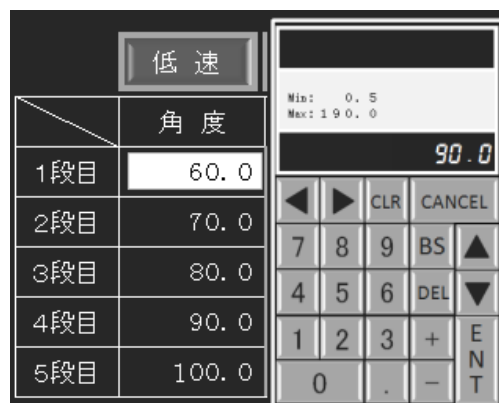 低速
角度
1段目 60.0
2段目 70.0
3段目 80.0
4段目 90.0
5段目 100.0
Min: 0.5
Max:190.0
90.0
◀ ▶ CLR CANCEL
7 8 9 BS ▲
4 5 6 DEL ▼
1 2 3 + ENT
0 . -